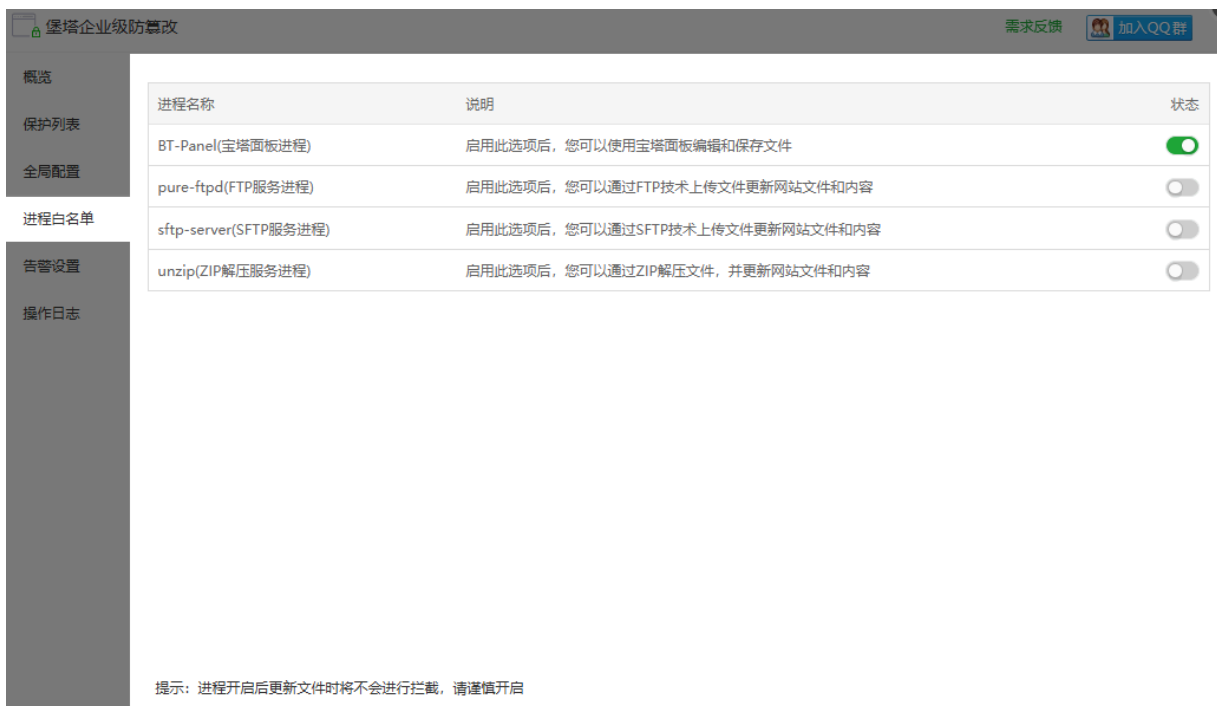 堡塔企业级防篡改 需求反馈 加入QQ群
概览
保护列表
全局配置
进程白名单
告警设置
操作日志
进程名称 说明 状态
BT-Panel(宝塔面板进程) 启用此选项后，您可以使用宝塔面板编辑和保存文件
pure-ftpd(FTP服务进程) 启用此选项后，您可以通过FTP技术上传文件更新网站文件和内容
sftp-server(SFTP服务进程) 启用此选项后，您可以通过SFTP技术上传文件更新网站文件和内容
unzip(ZIP解压服务进程) 启用此选项后，您可以通过ZIP解压文件，并更新网站文件和内容
提示：进程开启后更新文件时将不会进行拦截，请谨慎开启